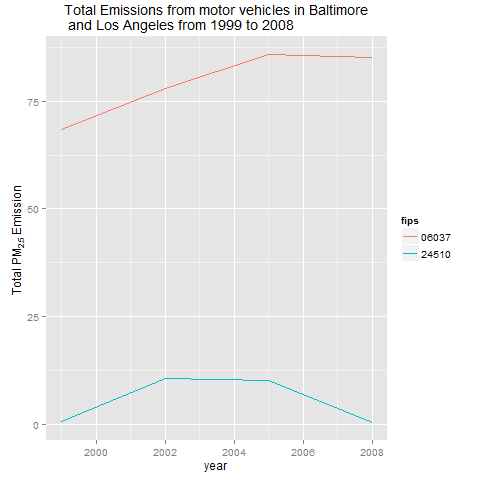 Total Emissions from motor vehicles in Baltimore
and Los Angeles from 1999 to 2008
75
50
25
0
Total PM25 Emission
2000 2002 2004 2006 2008
year
fips
06037
24510